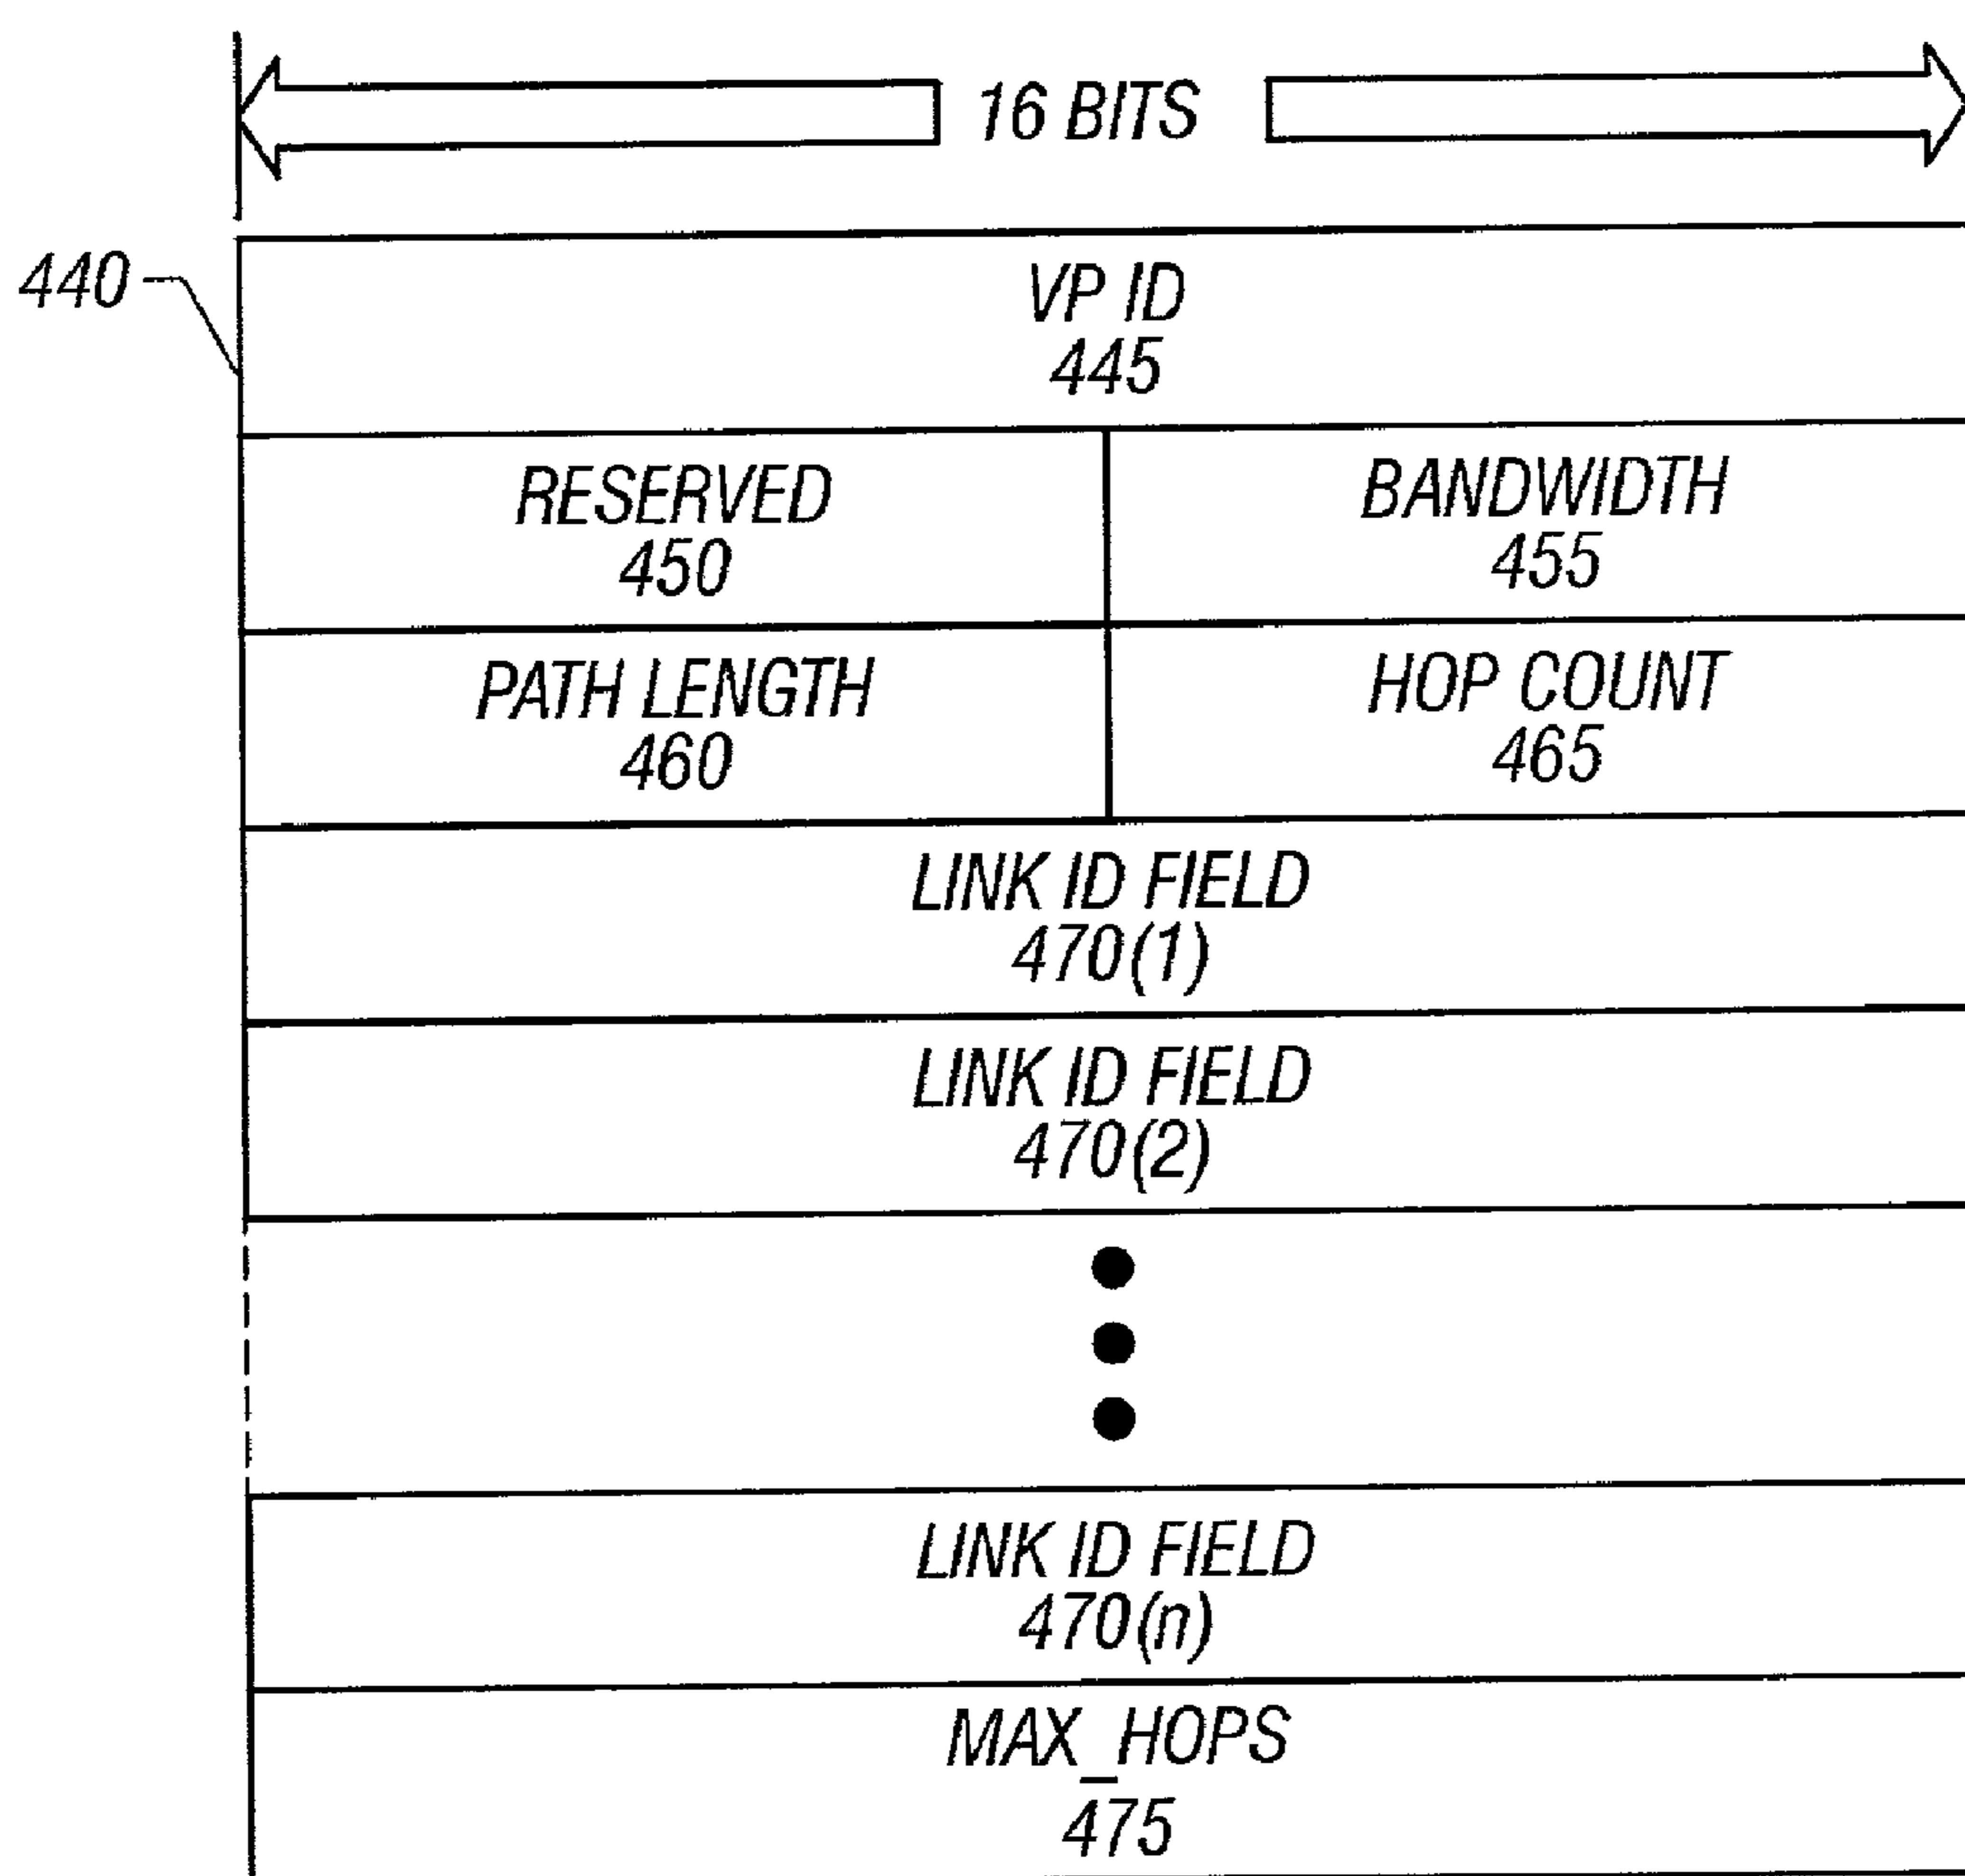 16 BITS
440
VP ID
445
RESERVED
450
BANDWIDTH
455
PATH LENGTH
460
HOP COUNT
465
LINK ID FIELD
470(1)
LINK ID FIELD
470(2)
LINK ID FIELD
470(n)
MAX_HOPS
475